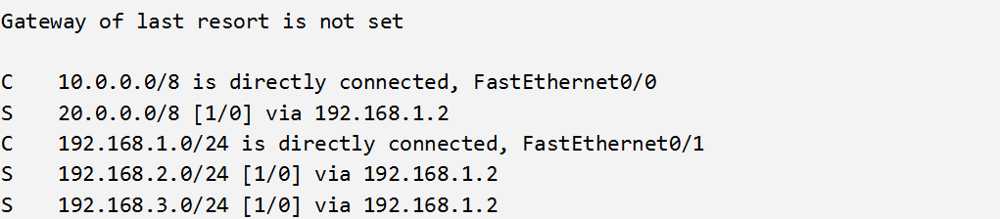 Gateway of last resort is not set
C    10.0.0.0/8 is directly connected, FastEthernet0/0
S    20.0.0.0/8 [1/0] via 192.168.1.2
C    192.168.1.0/24 is directly connected, FastEthernet0/1
S    192.168.2.0/24 [1/0] via 192.168.1.2
S    192.168.3.0/24 [1/0] via 192.168.1.2